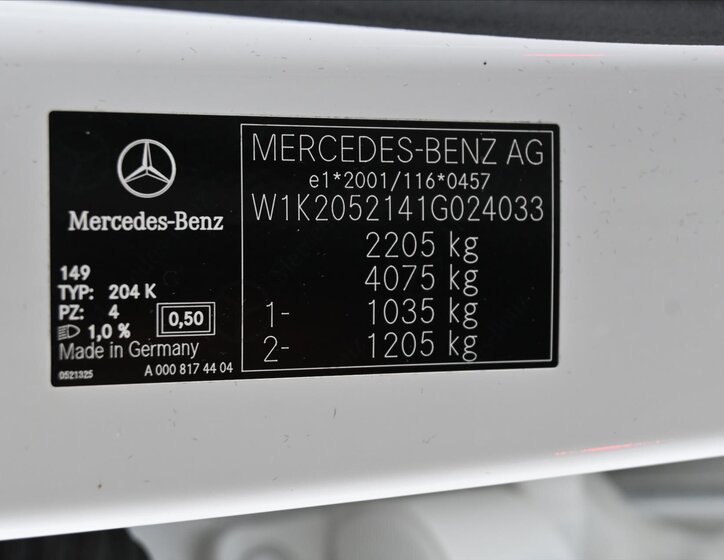 Mercedes-Benz
149
TYP: 204 K
PZ: 4
1,0 %
0,50
Made in Germany
0521325
A 000 817 44 04
MERCEDES-BENZ AG
e1*2001/116*0457
W1K2052141G024033
2205 kg
4075 kg
1- 1035 kg
2- 1205 kg